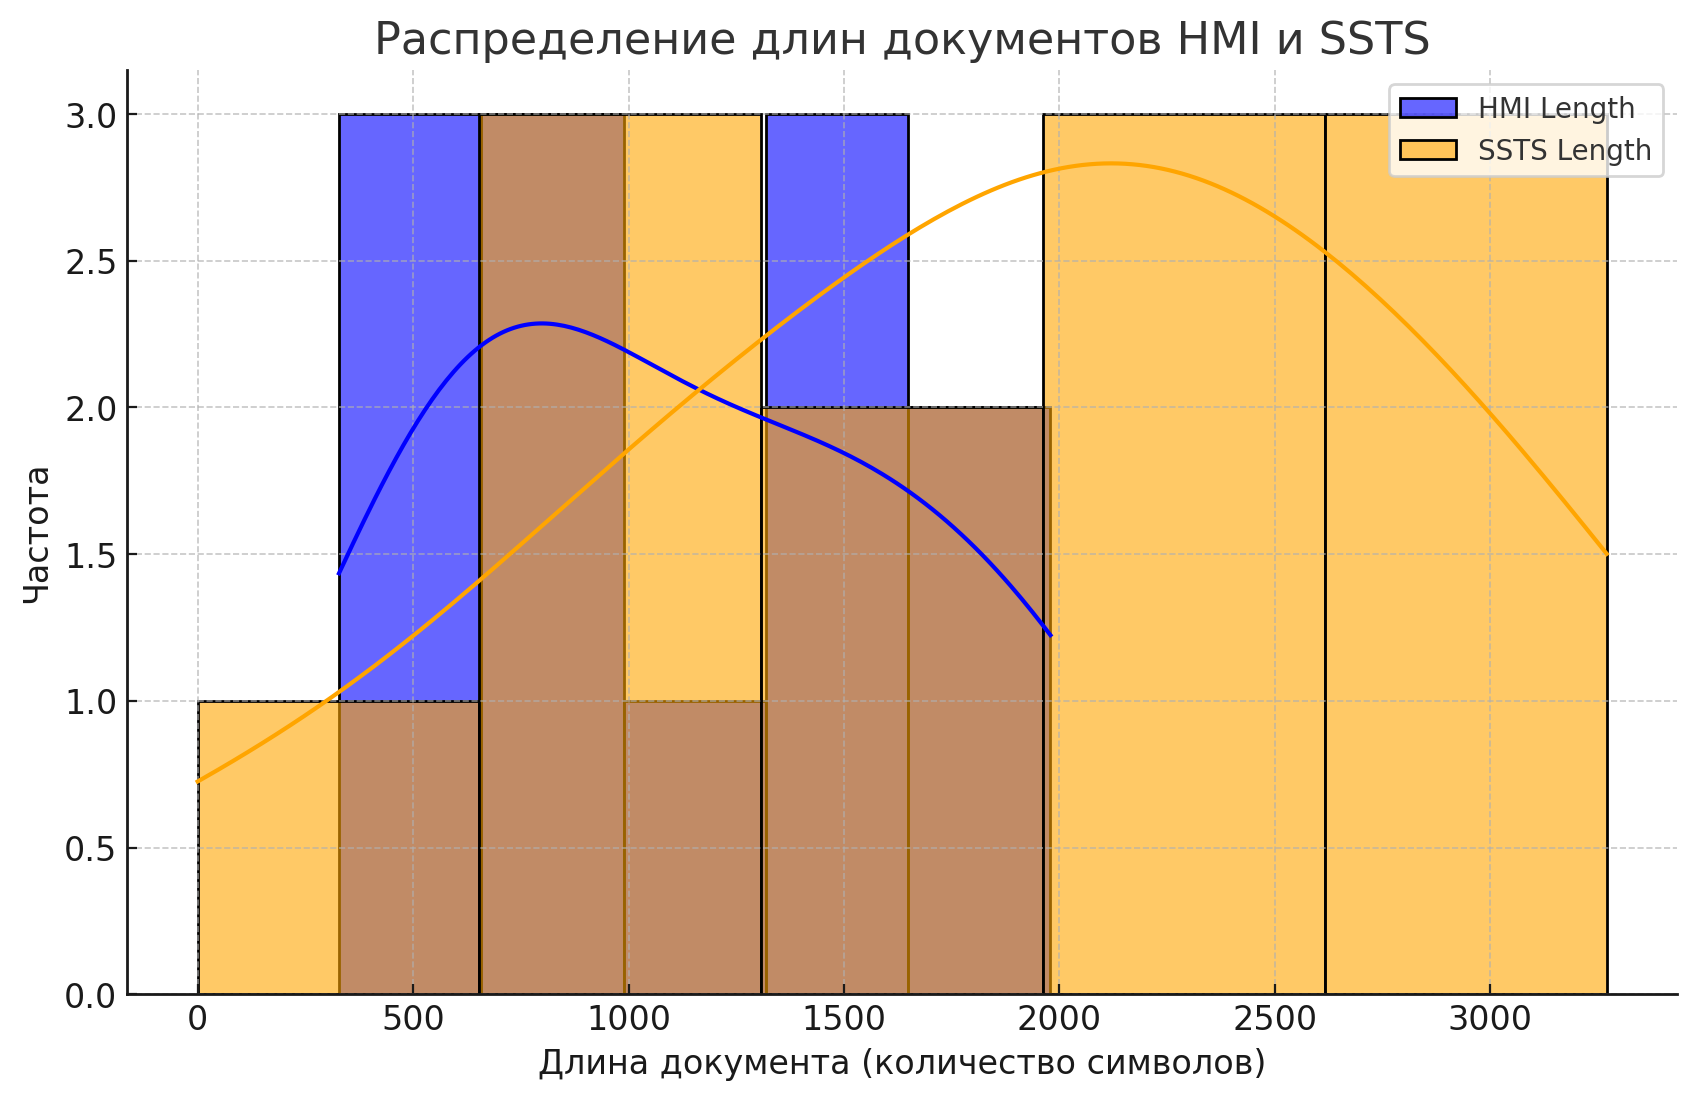 Распределение длин документов HMI и SSTS
HMI Length
SSTS Length
Частота
3.0
2.5
2.0
1.5
1.0
0.5
0.0
0 500 1000 1500 2000 2500 3000
Длина документа (количество символов)